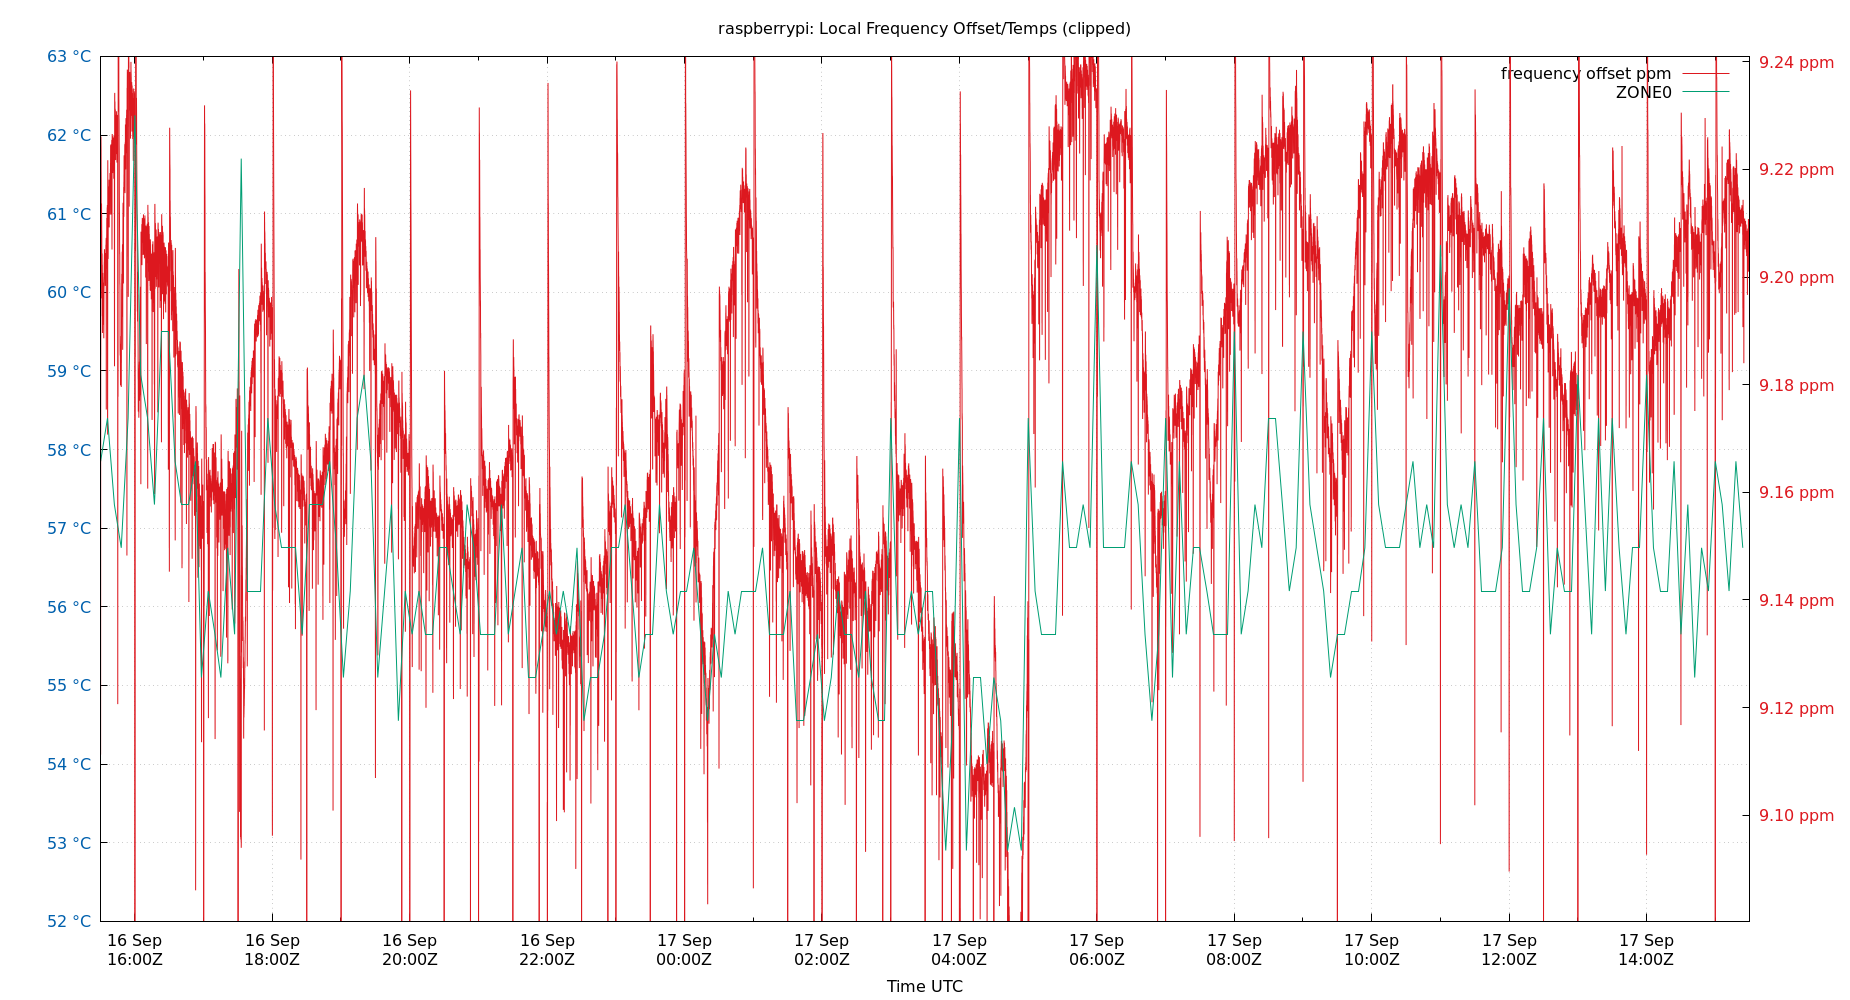 raspberrypi: Local Frequency Offset/Temps (clipped)
63 °C
62 °C
61 °C
60 °C
59 °C
58 °C
57 °C
56 °C
55 °C
54 °C
53 °C
52 °C
9.24 ppm
9.22 ppm
9.20 ppm
9.18 ppm
9.16 ppm
9.14 ppm
9.12 ppm
9.10 ppm
frequency offset ppm
ZONE0
16 Sep 16 Sep 16 Sep 16 Sep 17 Sep 17 Sep 17 Sep 17 Sep 17 Sep 17 Sep 17 Sep 17 Sep
16:00Z 18:00Z 20:00Z 22:00Z 00:00Z 02:00Z 04:00Z 06:00Z 08:00Z 10:00Z 12:00Z 14:00Z
Time UTC